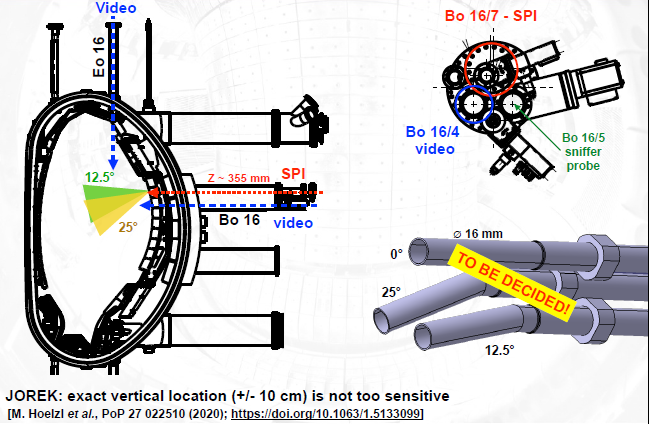 Video
Eo 16
Bo 16/7 - SPI
Bo 16/4
video
Bo 16/5
sniffer
probe
12.5°
Z ~ 355 mm
SPI
25°
Bo 16
video
⌀ 16 mm
0°
TO BE DECIDED!
25°
12.5°
JOREK: exact vertical location (+/- 10 cm) is not too sensitive
[M. Hoelzl et al., PoP 27 022510 (2020); https://doi.org/10.1063/1.5133099]